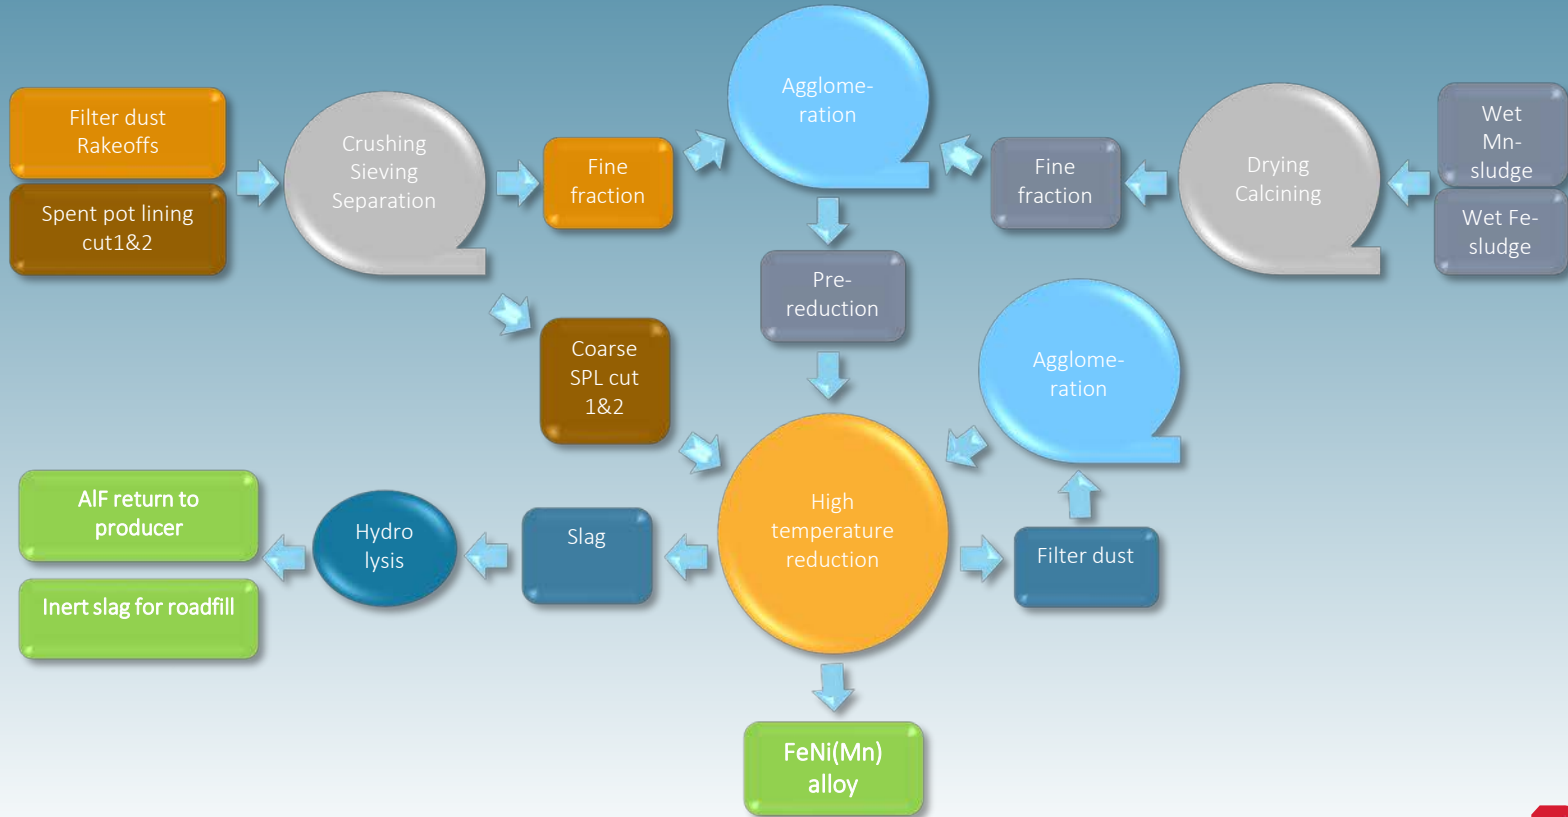 Filter dust
Rakeoffs
Spent pot lining
cut1&2
Crushing
Sieving
Separation
Fine
fraction
Agglome-
ration
Fine
fraction
Drying
Calcining
Wet
Mn-
sludge
Wet Fe-
sludge
Pre-
reduction
Coarse
SPL cut
1&2
Agglome-
ration
High
temperature
reduction
Filter dust
Slag
Hydro
lysis
AlF return to
producer
Inert slag for roadfill
FeNi(Mn)
alloy